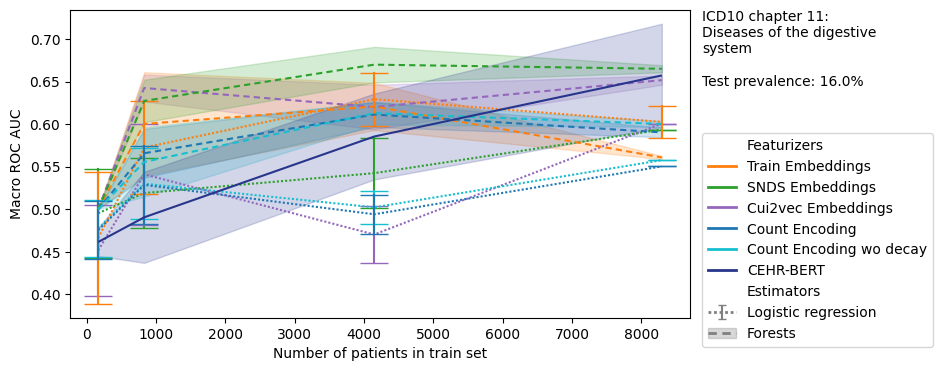 ICD10 chapter 11:
Diseases of the digestive
system
Test prevalence: 16.0%
Macro ROC AUC
0.70
0.65
0.60
0.55
0.50
0.45
0.40
0 1000 2000 3000 4000 5000 6000 7000 8000
Number of patients in train set
Featurizers
Train Embeddings
SNDS Embeddings
Cui2vec Embeddings
Count Encoding
Count Encoding wo decay
CEHR-BERT
Estimators
Logistic regression
Forests